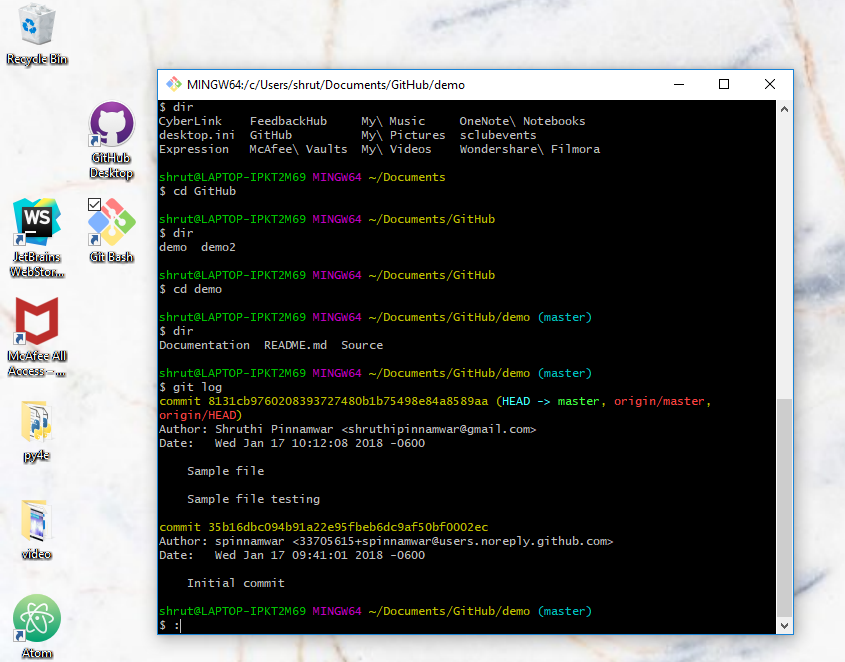 Recycle Bin
GitHub
Desktop
WS
JetBrains
WebStor...
Git Bash
McAfee All
Access – ...
py4e
video
Atom
MINGW64:/c/Users/shrut/Documents/GitHub/demo
$ dir
CyberLink    FeedbackHub     My\ Music     OneNote\ Notebooks
desktop.ini  GitHub          My\ Pictures  sclubevents
Expression   McAfee\ Vaults  My\ Videos    Wondershare\ Filmora
shrut@LAPTOP-IPKT2M69 MINGW64 ~/Documents
$ cd GitHub
shrut@LAPTOP-IPKT2M69 MINGW64 ~/Documents/GitHub
$ dir
demo  demo2
shrut@LAPTOP-IPKT2M69 MINGW64 ~/Documents/GitHub
$ cd demo
shrut@LAPTOP-IPKT2M69 MINGW64 ~/Documents/GitHub/demo (master)
$ dir
Documentation  README.md  Source
shrut@LAPTOP-IPKT2M69 MINGW64 ~/Documents/GitHub/demo (master)
$ git log
commit 8131cb9760208393727480b1b75498e84a8589aa (HEAD -> master, origin/master,
origin/HEAD)
Author: Shruthi Pinnamwar <shruthipinnamwar@gmail.com>
Date:   Wed Jan 17 10:12:08 2018 -0600
    Sample file
    Sample file testing
commit 35b16dbc094b91a22e95fbeb6dc9af50bf0002ec
Author: spinnamwar <33705615+spinnamwar@users.noreply.github.com>
Date:   Wed Jan 17 09:41:01 2018 -0600
    Initial commit
shrut@LAPTOP-IPKT2M69 MINGW64 ~/Documents/GitHub/demo (master)
$ :